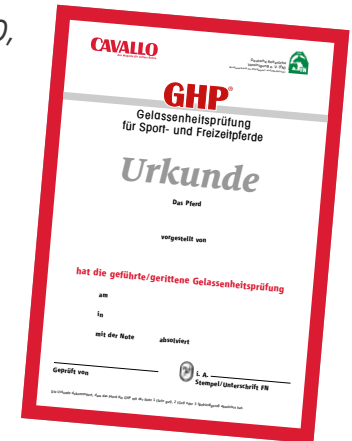 O,
CAVALLO
GHP®
Gelassenheitsprüfung
für Sport- und Freizeitpferde
Urkunde
Das Pferd
vorgestellt von
hat die geführte/gerittene Gelassenheitsprüfung
am
in
mit der Note absolviert
Geprüft von
i. A.
Stempel/Unterschrift FN